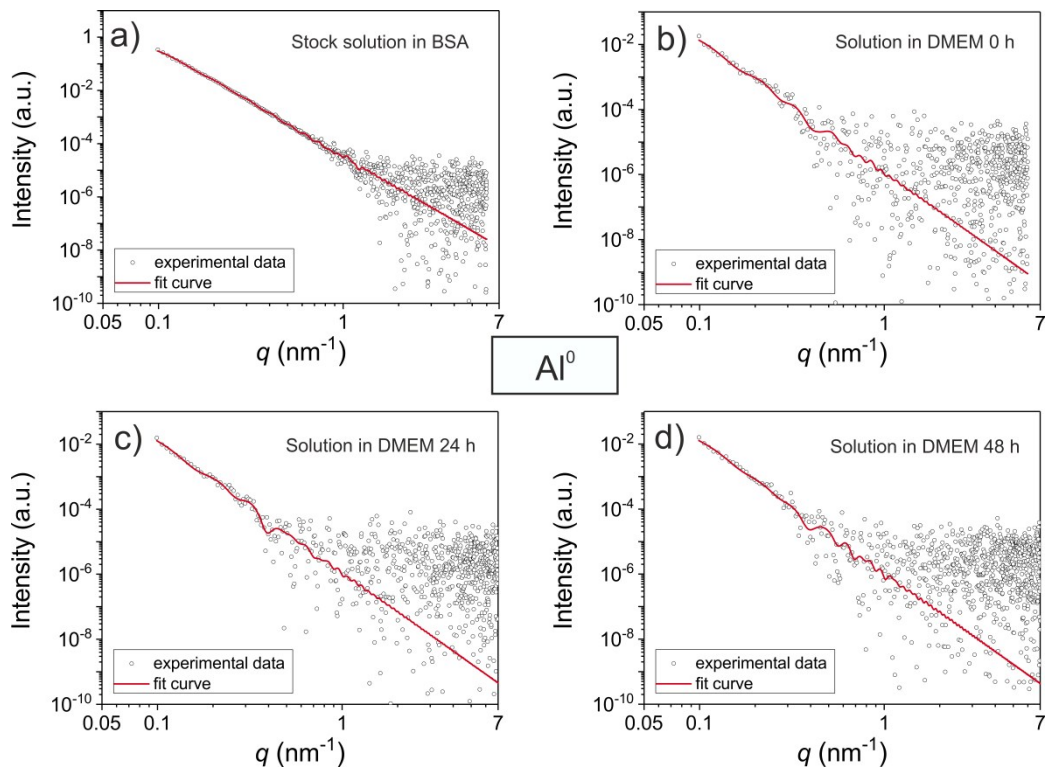 a)
Stock solution in BSA
1
10⁻²
10⁻⁴
10⁻⁶
10⁻⁸
10⁻¹⁰
Intensity (a.u.)
experimental data
fit curve
0.05
0.1
1
7
q (nm⁻¹)
b)
Solution in DMEM 0 h
10⁻²
10⁻⁴
10⁻⁶
10⁻⁸
10⁻¹⁰
Intensity (a.u.)
experimental data
fit curve
0.05
0.1
1
7
q (nm⁻¹)
Al⁰
c)
Solution in DMEM 24 h
10⁻²
10⁻⁴
10⁻⁶
10⁻⁸
10⁻¹⁰
Intensity (a.u.)
experimental data
fit curve
0.05
0.1
1
7
q (nm⁻¹)
d)
Solution in DMEM 48 h
10⁻²
10⁻⁴
10⁻⁶
10⁻⁸
10⁻¹⁰
Intensity (a.u.)
experimental data
fit curve
0.05
0.1
1
7
q (nm⁻¹)